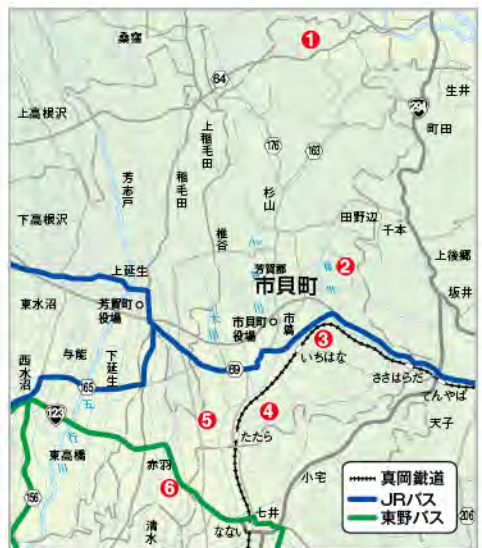 1
桑窪
64
生井
294
町田
上高根沢
上稲毛田
176
163
芳志戸
稲毛田
杉山
田野辺
千本
下高根沢
椎谷
上延生
芳賀郡
市貝町
2
上後郷
坂井
東水沼
芳賀町
役場
市貝町
役場
市塙
3
いちはな
西水沼
与能
下延生
69
165
ささはらだ
てんやば
天子
123
五
行
4
5
たたら
東高橋
赤羽
6
小宅
156
七井
なない
清水
206
真岡鐵道
JRバス
東野バス